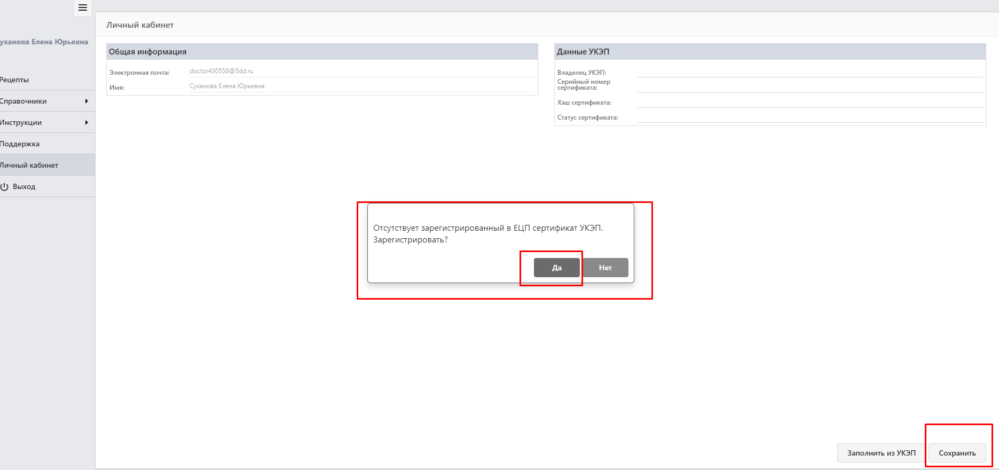 Личный кабинет
уханова Елена Юрьевна
Рецепты
Справочники
Инструкции
Поддержка
Личный кабинет
Выход
Общая информация
Электронная почта: doctor430558@5dd.ru
Имя: Суханова Елена Юрьевна
Данные УКЭП
Владелец УКЭП:
Серийный номер
сертификата:
Хэш сертификата:
Статус сертификата:
Отсутствует зарегистрированный в ЕЦП сертификат УКЭП.
Зарегистрировать?
Да Нет
Заполнить из УКЭП Сохранить